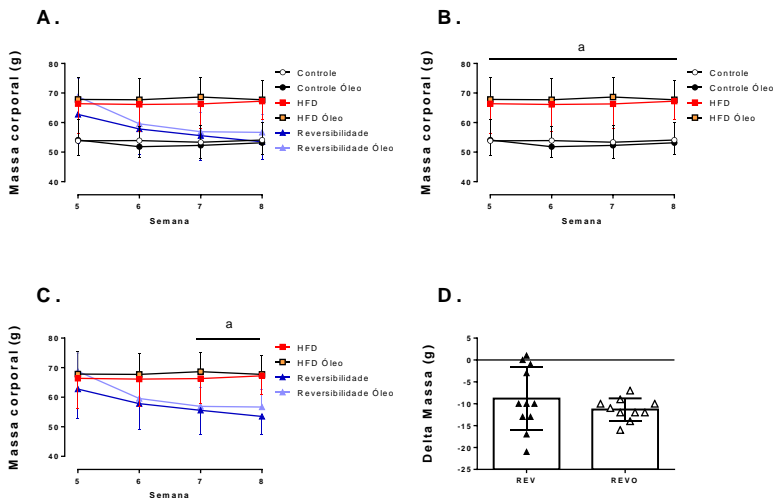 A.
Massa corporal (g)
80
70
60
50
40
5 6 7 8
Semana
Controle
Controle Óleo
HFD
HFD Óleo
Reversibilidade
Reversibilidade Óleo
B.
a
Massa corporal (g)
80
70
60
50
40
5 6 7 8
Semana
Controle
Controle Óleo
HFD
HFD Óleo
C.
a
Massa corporal (g)
80
70
60
50
40
5 6 7 8
Semana
HFD
HFD Óleo
Reversibilidade
Reversibilidade Óleo
D.
Delta Massa (g)
5
0
-5
-10
-15
-20
-25
REV REVO